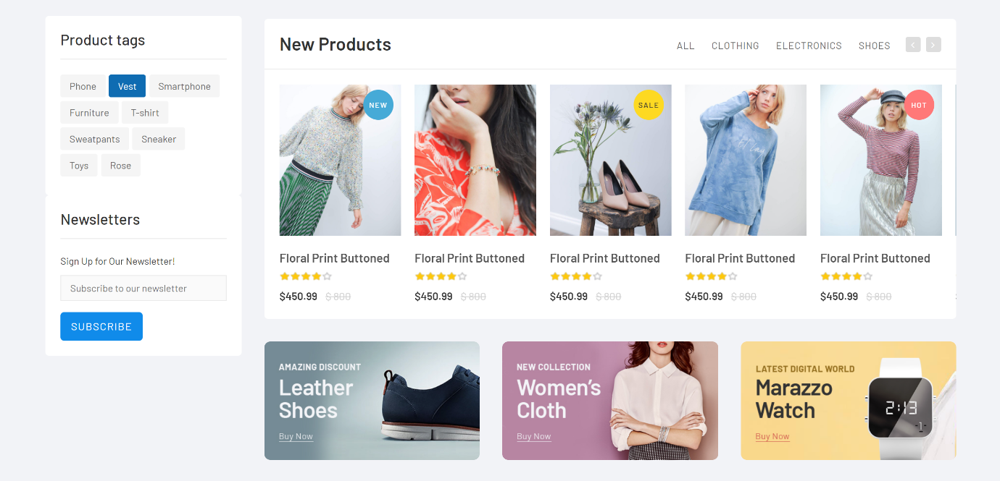 Product tags
Phone Vest Smartphone
Furniture T-shirt
Sweatpants Sneaker
Toys Rose
Newsletters
Sign Up for Our Newsletter!
Subscribe to our newsletter
SUBSCRIBE
New Products ALL CLOTHING ELECTRONICS SHOES
NEW
SALE
HOT
Floral Print Buttoned Floral Print Buttoned Floral Print Buttoned Floral Print Buttoned Floral Print Buttoned
$450.99 $ 800 $450.99 $ 800 $450.99 $ 800 $450.99 $ 800 $450.99 $ 800
AMAZING DISCOUNT
Leather
Shoes
Buy Now
NEW COLLECTION
Women's
Cloth
Buy Now
LATEST DIGITAL WORLD
Marazzo
Watch
Buy Now
2:13